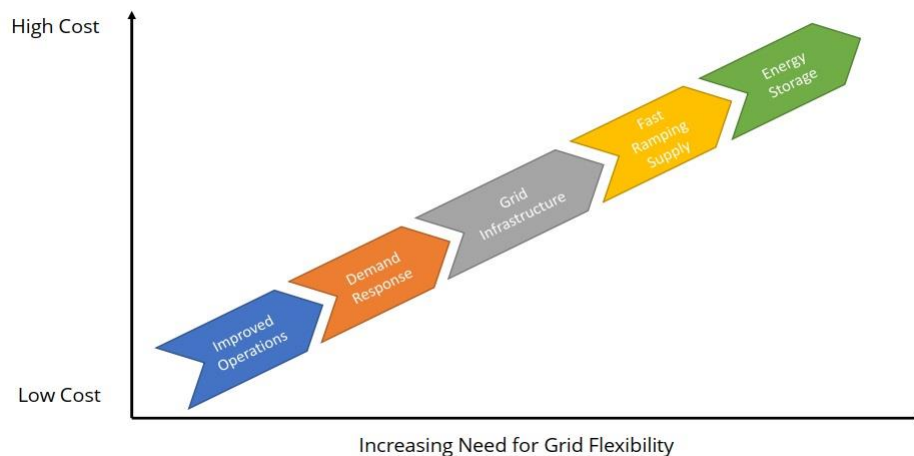 High Cost
Energy
Storage
Fast
Ramping
Supply
Grid
Infrastructure
Demand
Response
Improved
Operations
Low Cost
Increasing Need for Grid Flexibility